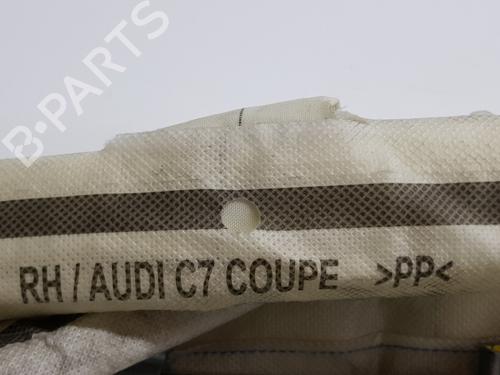 B-PARTS
RH / AUDI C7 COUPE >PP<